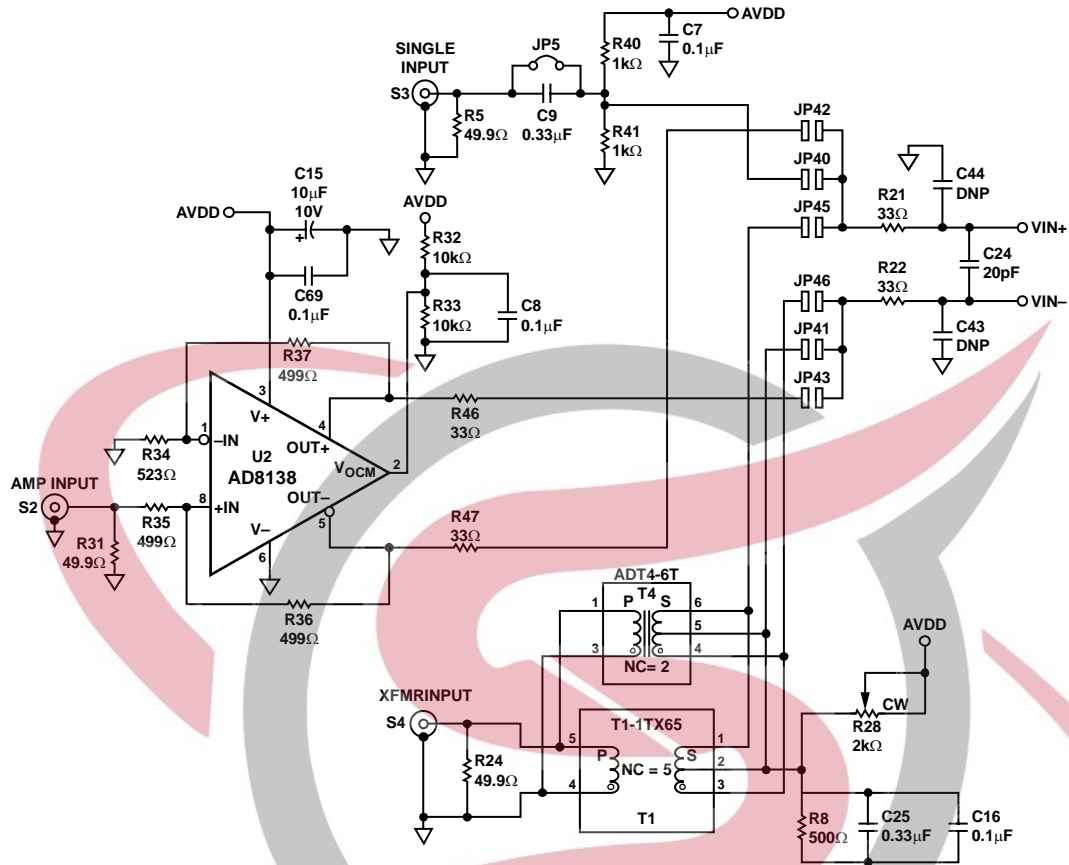 AVDD
C7
0.1µF
R40
1kΩ
JP5
SINGLE
INPUT
S3
R5
49.9Ω
C9
0.33µF
R41
1kΩ
JP42
JP40
JP45
C44
DNP
R21
33Ω
VIN+
C24
20pF
R22
33Ω
VIN–
JP46
JP41
JP43
C43
DNP
C15
10µF
10V
+
AVDD
C69
0.1µF
AVDD
R32
10kΩ
R33
10kΩ
C8
0.1µF
R37
499Ω
3
V+
1
–IN
4
OUT+
R34
523Ω
U2
AD8138
VOCM
2
R46
33Ω
AMP INPUT
S2
8
+IN
OUT–
R35
499Ω
V–
5
6
R47
33Ω
R31
49.9Ω
R36
499Ω
ADT4-6T
T4
1
P
S
6
5
3
4
NC= 2
AVDD
XFMRINPUT
S4
R24
49.9Ω
T1-1TX65
5
P
S
1
NC = 5
2
4
3
T1
CW
R28
2kΩ
R8
500Ω
C25
0.33µF
C16
0.1µF